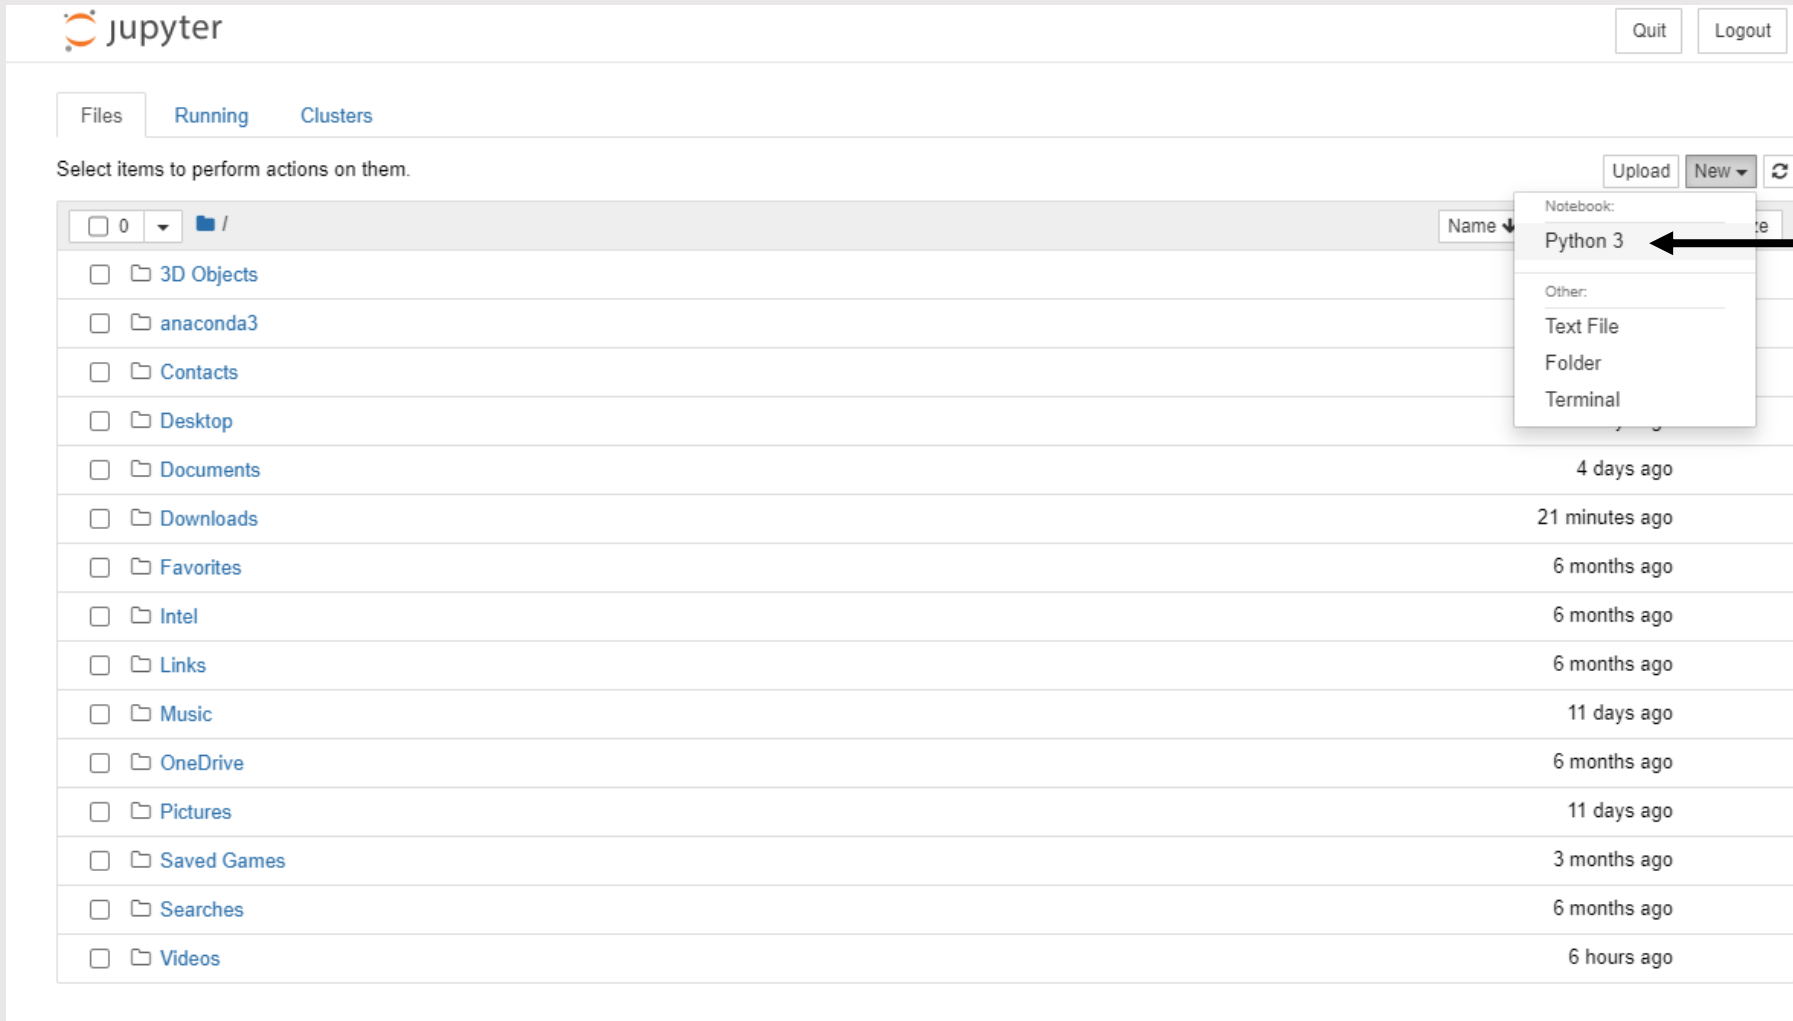 jupyter
Quit
Logout
Files
Running
Clusters
Select items to perform actions on them.
Upload
New
0
/
Name
Notebook:
Python 3
Other:
Text File
Folder
Terminal
3D Objects
anaconda3
Contacts
Desktop
Documents
4 days ago
Downloads
21 minutes ago
Favorites
6 months ago
Intel
6 months ago
Links
6 months ago
Music
11 days ago
OneDrive
6 months ago
Pictures
11 days ago
Saved Games
3 months ago
Searches
6 months ago
Videos
6 hours ago